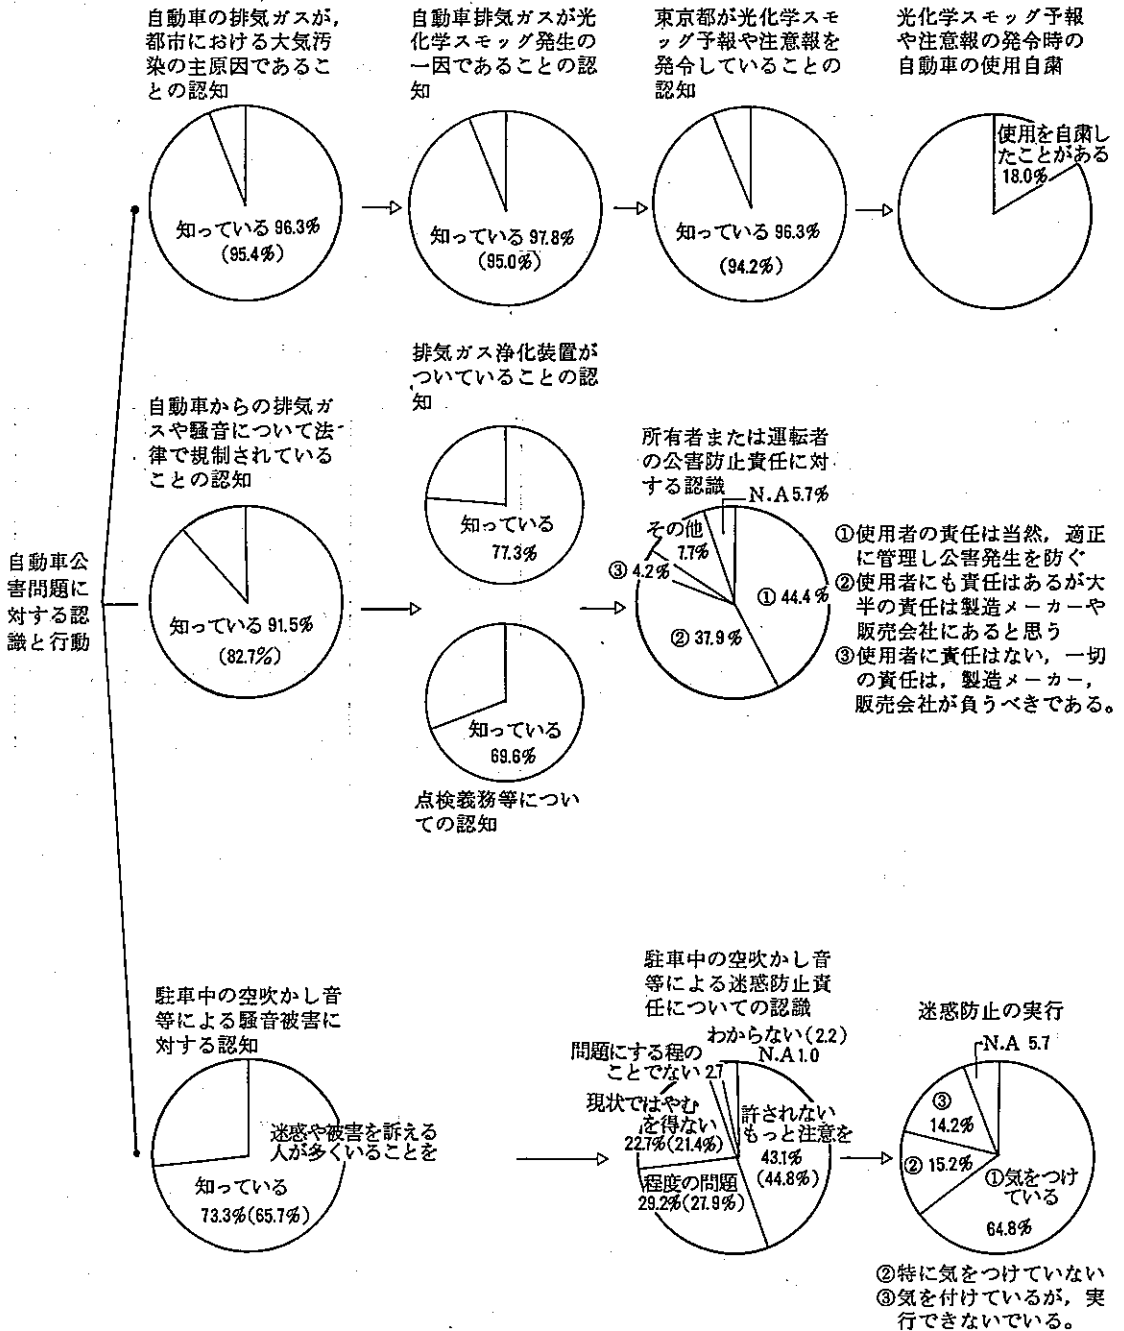 自動車の排気ガスが,
都市における大気汚
染の主原因であるこ
との認知
知っている 96.3%
(95.4%)
自動車排気ガスが光
化学スモッグ発生の
一因であることの認
知
知っている 97.8%
(95.0%)
東京都が光化学スモ
ッグ予報や注意報を
発令していることの
認知
知っている 96.3%
(94.2%)
光化学スモッグ予報
や注意報の発令時の
自動車の使用自粛
使用を自粛し
たことがある
18.0%
自動車公
害問題に
対する認
識と行動
自動車からの排気ガ
スや騒音について法
律で規制されている
ことの認知
知っている 91.5%
(82.7%)
排気ガス浄化装置が
ついていることの認
知
知っている
77.3%
知っている
69.6%
点検義務等につい
ての認知
所有者または運転者
の公害防止責任に対
する認識
N.A 5.7%
その他
7.7%
③ 4.2%
① 44.4%
② 37.9%
①使用者の責任は当然, 適正
に管理し公害発生を防ぐ
②使用者にも責任はあるが大
半の責任は製造メーカーや
販売会社にあると思う
③使用者に責任はない, 一切
の責任は, 製造メーカー,
販売会社が負うべきである。
駐車中の空吹かし音
等による騒音被害に
対する認知
迷惑や被害を訴える
人が多くいることを
知っている
73.3%(65.7%)
駐車中の空吹かし音
等による迷惑防止責
任についての認識
わからない(2.2)
N.A 1.0
問題にする程の
ことでない 2.7
現状ではやむ
を得ない
22.7%(21.4%)
許されない
もっと注意を
43.1%
(44.8%)
程度の問題
29.2%(27.9%)
迷惑防止の実行
N.A 5.7
③
14.2%
② 15.2%
①気をつけ
ている
64.8%
②特に気をつけていない
③気を付けているが, 実
行できないでいる。